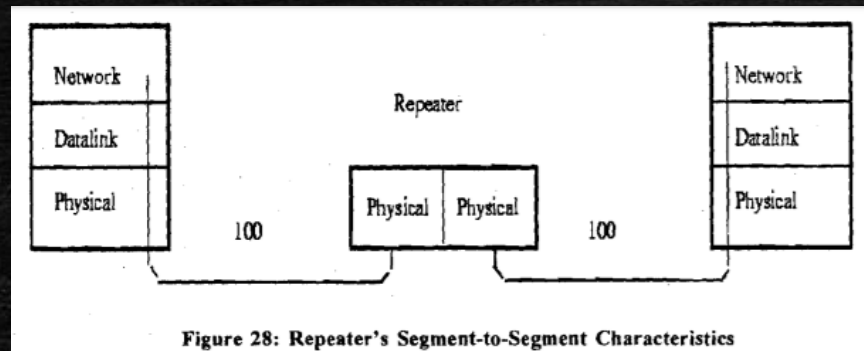 Network
Datalink
Physical
100
Repeater
Physical Physical
100
Network
Datalink
Physical
Figure 28: Repeater's Segment-to-Segment Characteristics